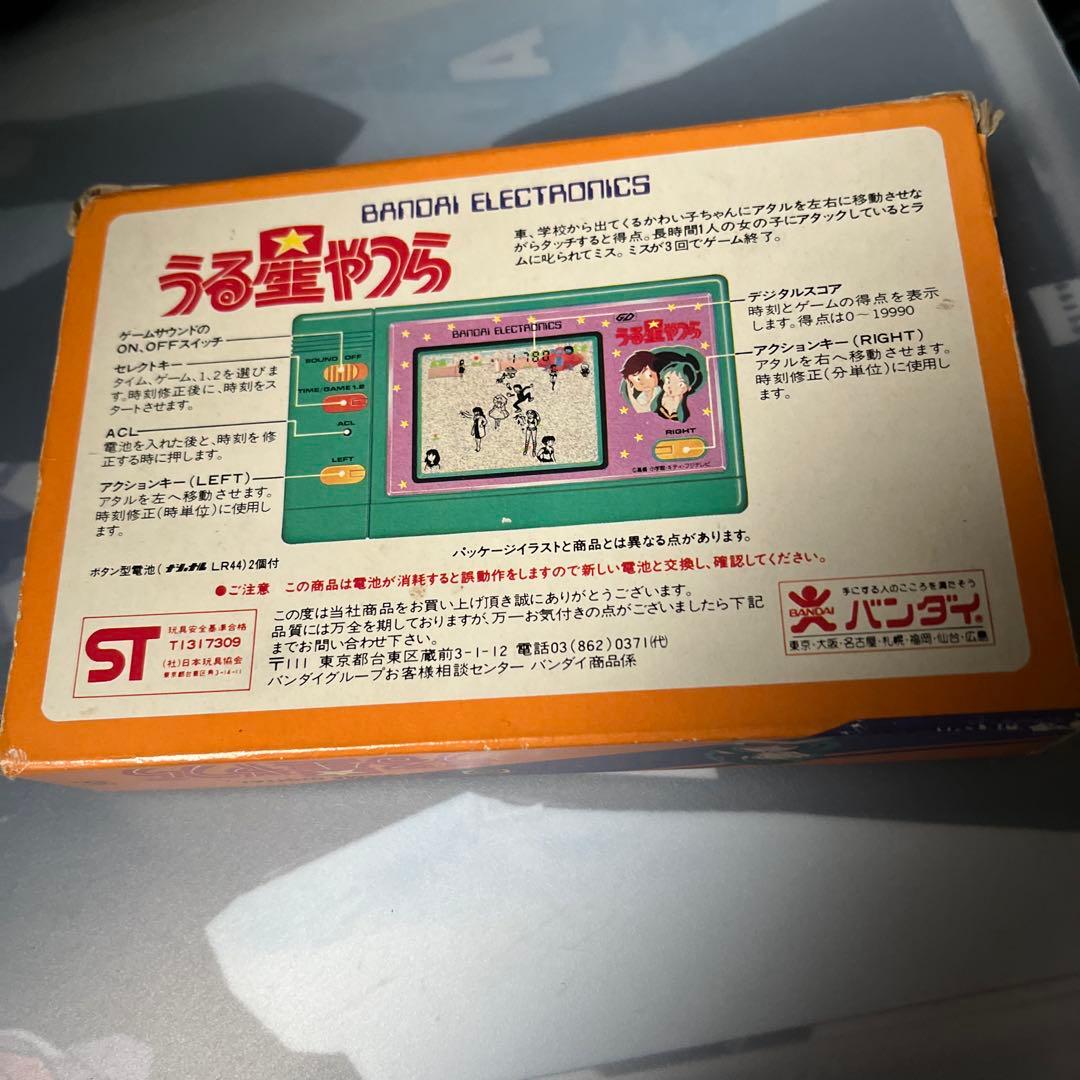 BANDAI ELECTRONICS
うる星やつら
車、学校から出てくるかわい子ちゃんにアタルを左右に移動させな
がらタッチすると得点。長時間1人の女の子にアタックしているとラ
ムに叱られてミス。ミスが3回でゲーム終了。
ゲームサウンドの
ON、OFFスイッチ
セレクトキー
タイム、ゲーム、1、2を選びま
す。時刻修正後に、時刻をス
タートさせます。
ACL
電池を入れた後と、時刻を修
正する時に押します。
アクションキー(LEFT)
アタルを左へ移動させます。
時刻修正(時単位)に使用し
ます。
BANDAI ELECTRONICS
GD
うる星やつら
SOUND OFF
TIME/GAME1.2
ACL
LEFT
RIGHT
デジタルスコア
時刻とゲームの得点を表示
します。得点は0〜19990
アクションキー(RIGHT)
アタルを右へ移動させます。
時刻修正(分単位)に使用し
ます。
パッケージイラストと商品とは異なる点があります。
ボタン型電池(ナショナル LR44)2個付
●ご注意 この商品は電池が消耗すると誤動作をしますので新しい電池と交換し、確認してください。
この度は当社商品をお買い上げ頂き誠にありがとうございます。
品質には万全を期しておりますが、万一お気付きの点がございましたら下記
までお問い合わせ下さい。
〒111 東京都台東区蔵前3-1-12 電話03(862)0371(代)
バンダイグループお客様相談センター バンダイ商品係
ST
玩具安全基準合格
T1317309
(社)日本玩具協会
手にする人のこころを満たそう
BANDAI
バンダイ
東京・大阪・名古屋・札幌・福岡・仙台・広島